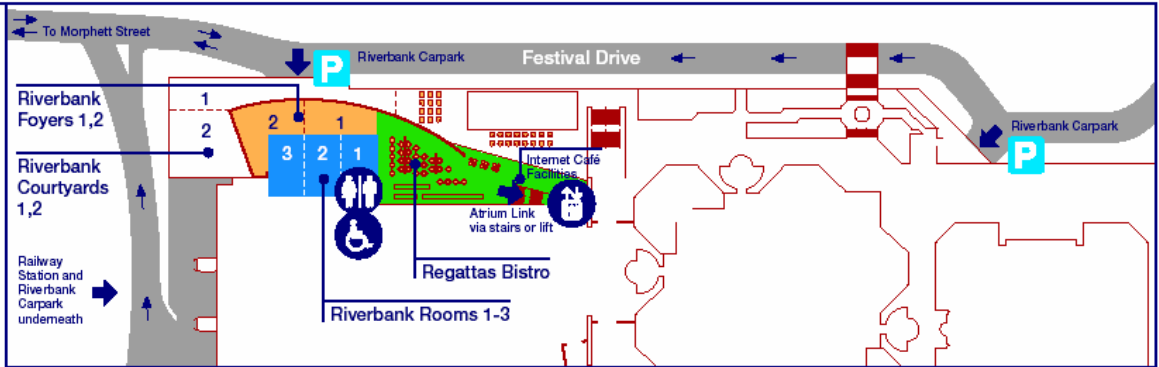 To Morphett Street
P
Riverbank Carpark
Festival Drive
Riverbank
Foyers 1,2
1
2
2
1
3
2
1
Riverbank
Courtyards
1,2
Internet Café
Facilities
Atrium Link
via stairs or lift
Riverbank Carpark
P
Railway
Station and
Riverbank
Carpark
underneath
Regattas Bistro
Riverbank Rooms 1-3